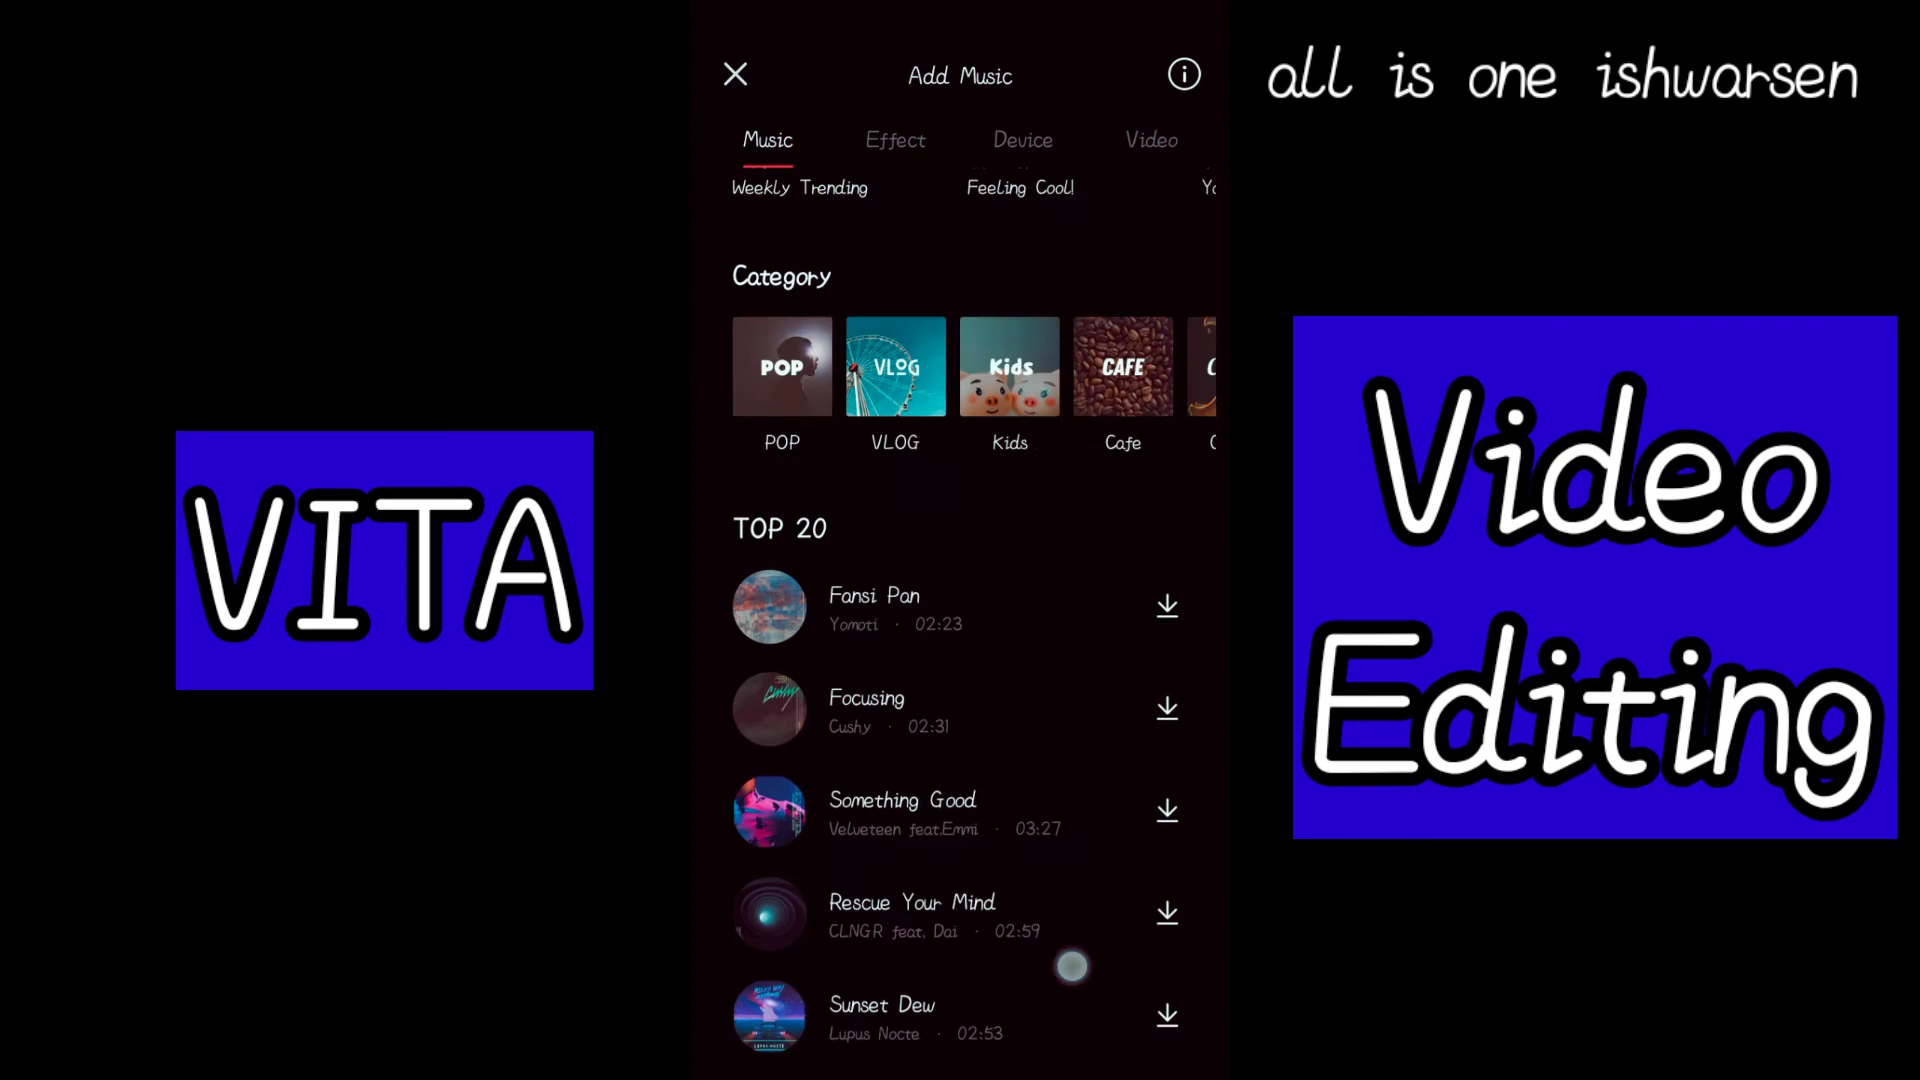 all is one ishwarsen
Add Music
Music Effect Device Video
Weekly Trending Feeling Cool!
Category
POP VLOG Kids CAFE
POP VLOG Kids Cafe
TOP 20
Fansi Pan
Yomoti · 02:23
Cushy
Focusing
Cushy · 02:31
Something Good
Velveteen feat.Emmi · 03:27
Rescue Your Mind
CLNGR feat. Dai · 02:59
Sunset Dew
Lupus Nocte · 02:53
LUPUS NOCTE
VITA
Video
Editing